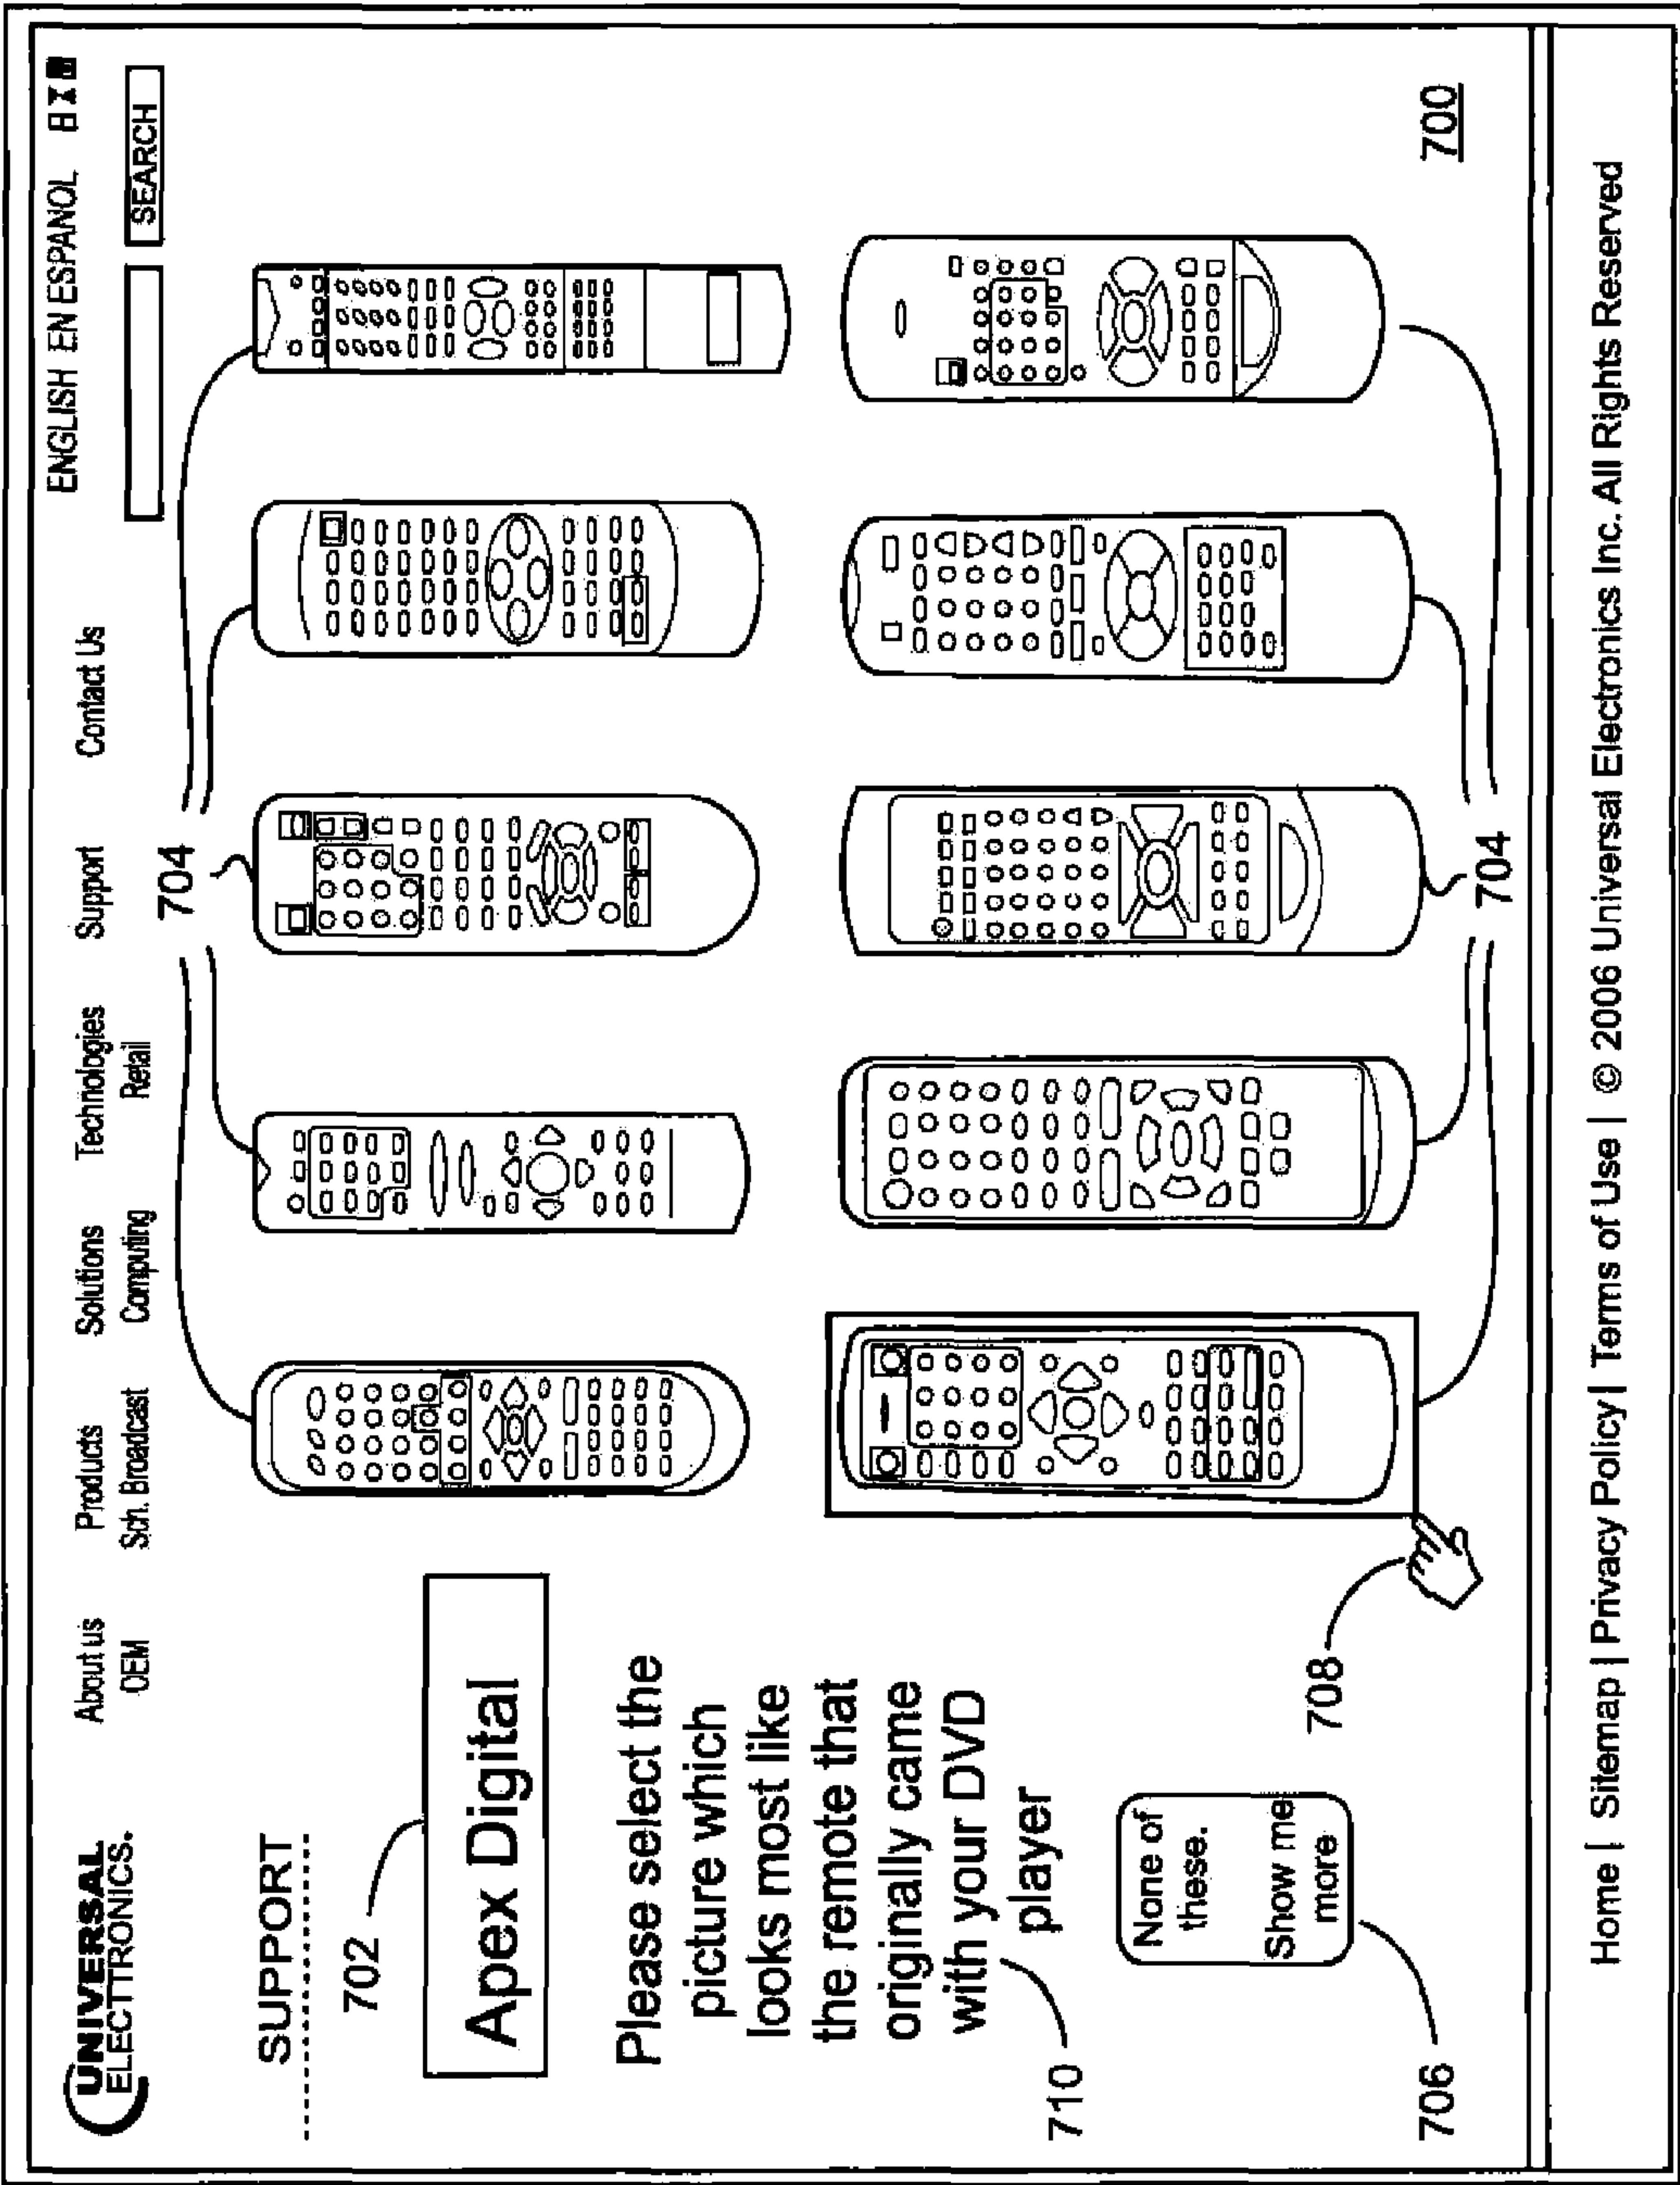 UNIVERSAL
ELECTRONICS.
About us Products Solutions Technologies Support Contact Us
ENGLISH EN ESPANOL
OEM Sch. Broadcast Computing Retail
SEARCH
SUPPORT
704
702
Apex Digital
Please select the
picture which
looks most like
the remote that
originally came
with your DVD
player
710
None of
these.
Show me
more
706
708
704
700
Home | Sitemap | Privacy Policy | Terms of Use | © 2006 Universal Electronics Inc. All Rights Reserved